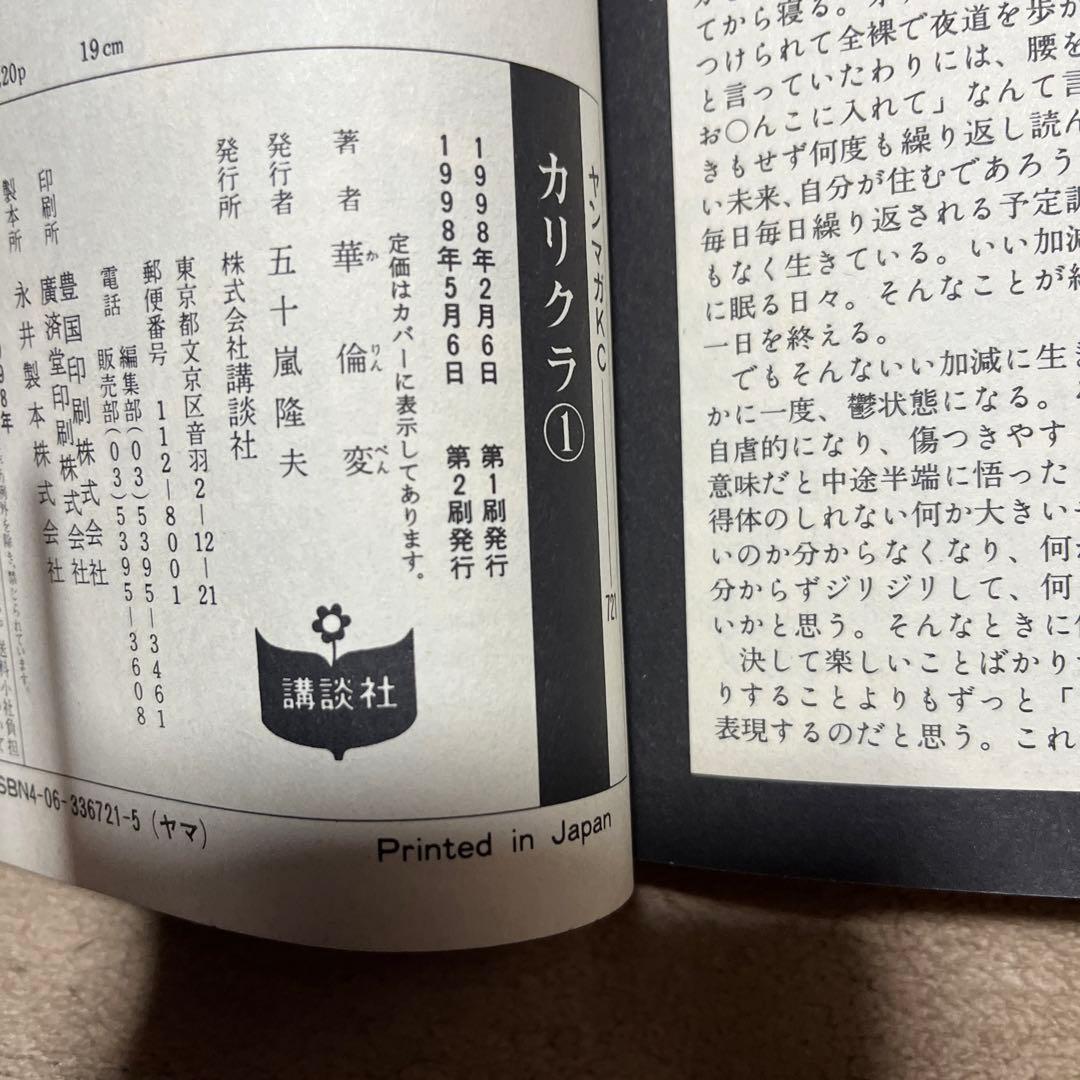 20p 19cm
ヤンマガKC 721
カリクラ①
1998年2月6日 第1刷発行
1998年5月6日 第2刷発行
定価はカバーに表示してあります。
著者 華倫変
か りん ぺん
発行者 五十嵐隆夫
発行所 株式会社講談社
東京都文京区音羽2-12-21
郵便番号 112-8001
電話 編集部(03)5395-3461
販売部(03)5395-3608
印刷所 豊国印刷株式会社
廣済堂印刷株式会社
製本所 永井製本株式会社
講談社
SBN4-06-336721-5 (ヤマ)
Printed in Japan
てから寝る。
つけられて全裸で夜道を歩か
と言っていたわりには、腰を
お〇んこに入れて」なんて言
きもせず何度も繰り返し読ん
い未来、自分が住むであろう
毎日毎日繰り返される予定調
もなく生きている。いい加減
に眠る日々。そんなことが
一日を終える。
でもそんないい加減に生き
かに一度、鬱状態になる。
自虐的になり、傷つきやす
意味だと中途半端に悟った
得体のしれない何か大きい
いのか分からなくなり、何
分からずジリジリして、何
いかと思う。そんなときに
決して楽しいことばかり
りすることよりもずっと「
表現するのだと思う。これ